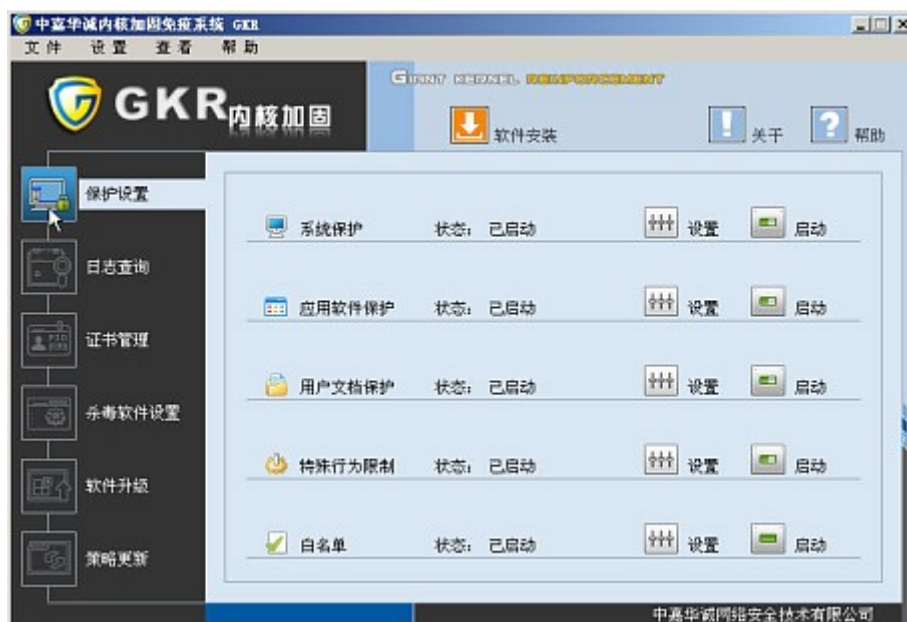 中嘉华诚内核加固免疫系统 GKR
文件 设置 查看 帮助
GKR内核加固
GIANT KERNEL REINFORCEMENT
软件安装 关于 帮助
保护设置
日志查询
证书管理
杀毒软件设置
软件升级
策略更新
系统保护 状态： 已启动 设置 启动
应用软件保护 状态： 已启动 设置 启动
用户文档保护 状态： 已启动 设置 启动
特殊行为限制 状态： 已启动 设置 启动
白名单 状态： 已启动 设置 启动
中嘉华诚网络安全技术有限公司